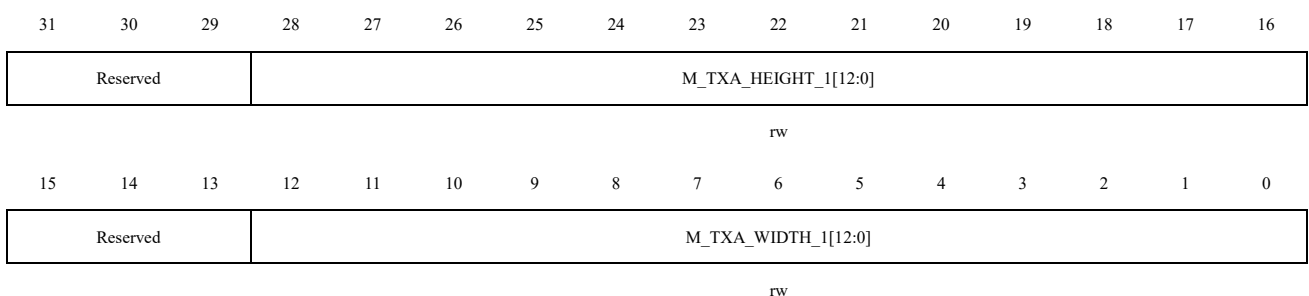 31 30 29 28 27 26 25 24 23 22 21 20 19 18 17 16
Reserved M_TXA_HEIGHT_1[12:0]
rw
15 14 13 12 11 10 9 8 7 6 5 4 3 2 1 0
Reserved M_TXA_WIDTH_1[12:0]
rw